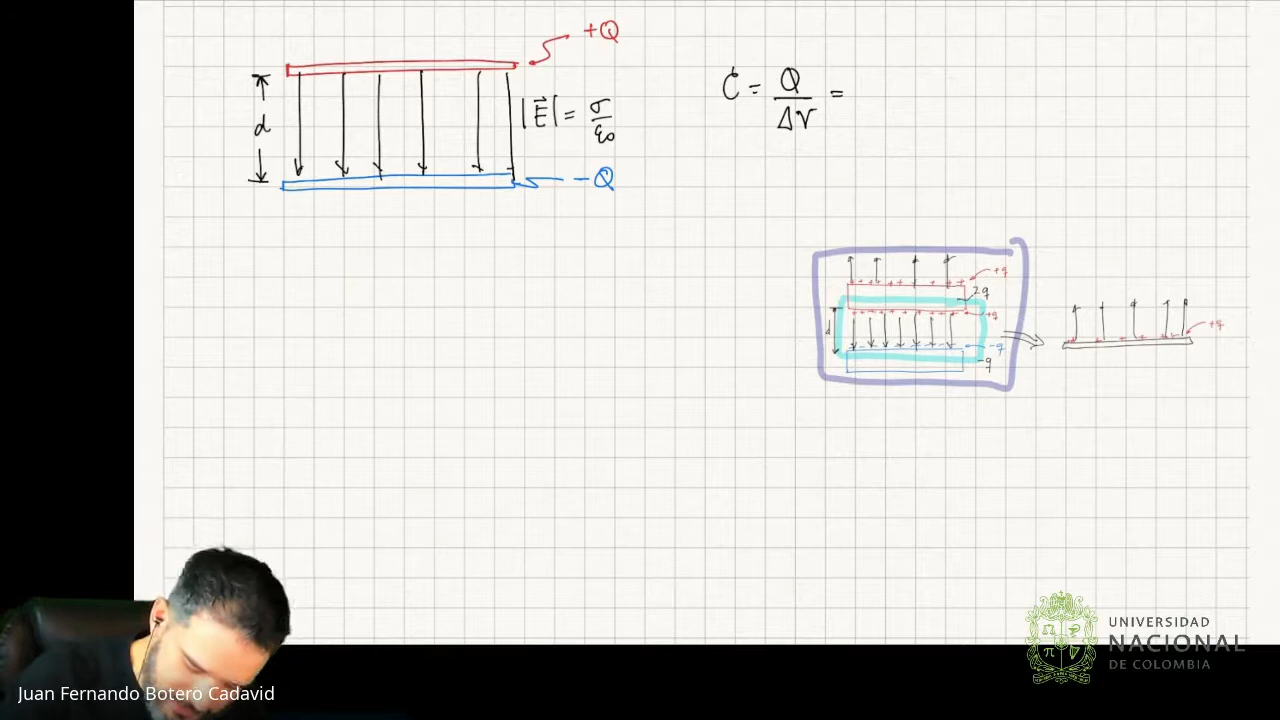 +Q
d
|E⃗| = σ/ε₀
-Q
C = Q/ΔV =
+q
2q
+q
d
-q
-q
+q
UNIVERSIDAD
NACIONAL
DE COLOMBIA
Juan Fernando Botero Cadavid